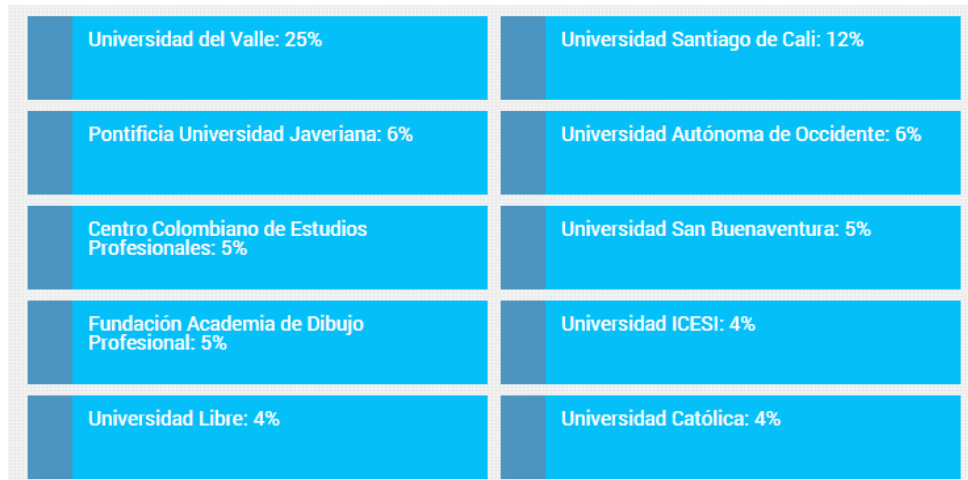 Universidad del Valle: 25%
Universidad Santiago de Cali: 12%
Pontificia Universidad Javeriana: 6%
Universidad Autónoma de Occidente: 6%
Centro Colombiano de Estudios
Profesionales: 5%
Universidad San Buenaventura: 5%
Fundación Academia de Dibujo
Profesional: 5%
Universidad ICESI: 4%
Universidad Libre: 4%
Universidad Católica: 4%